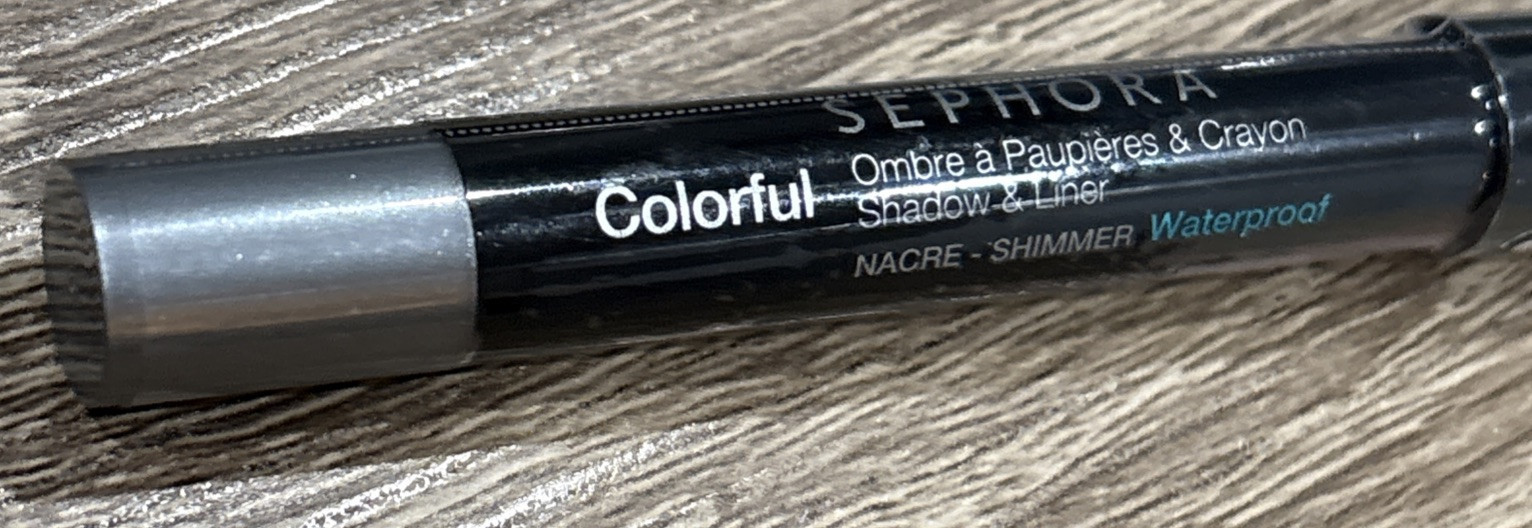 SEPHORA
Colorful
Ombre à Paupières & Crayon
Shadow & Liner
NACRE - SHIMMER Waterproof